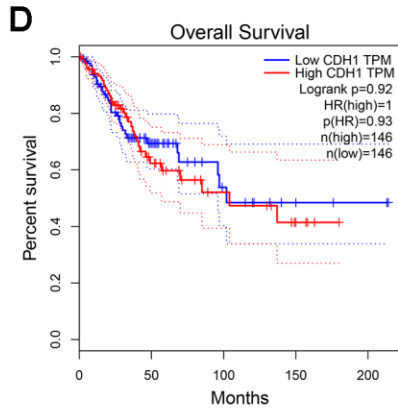 D
Overall Survival
Low CDH1 TPM
High CDH1 TPM
Logrank p=0.92
HR(high)=1
p(HR)=0.93
n(high)=146
n(low)=146
Percent survival
1.0
0.8
0.6
0.4
0.2
0.0
0 50 100 150 200
Months